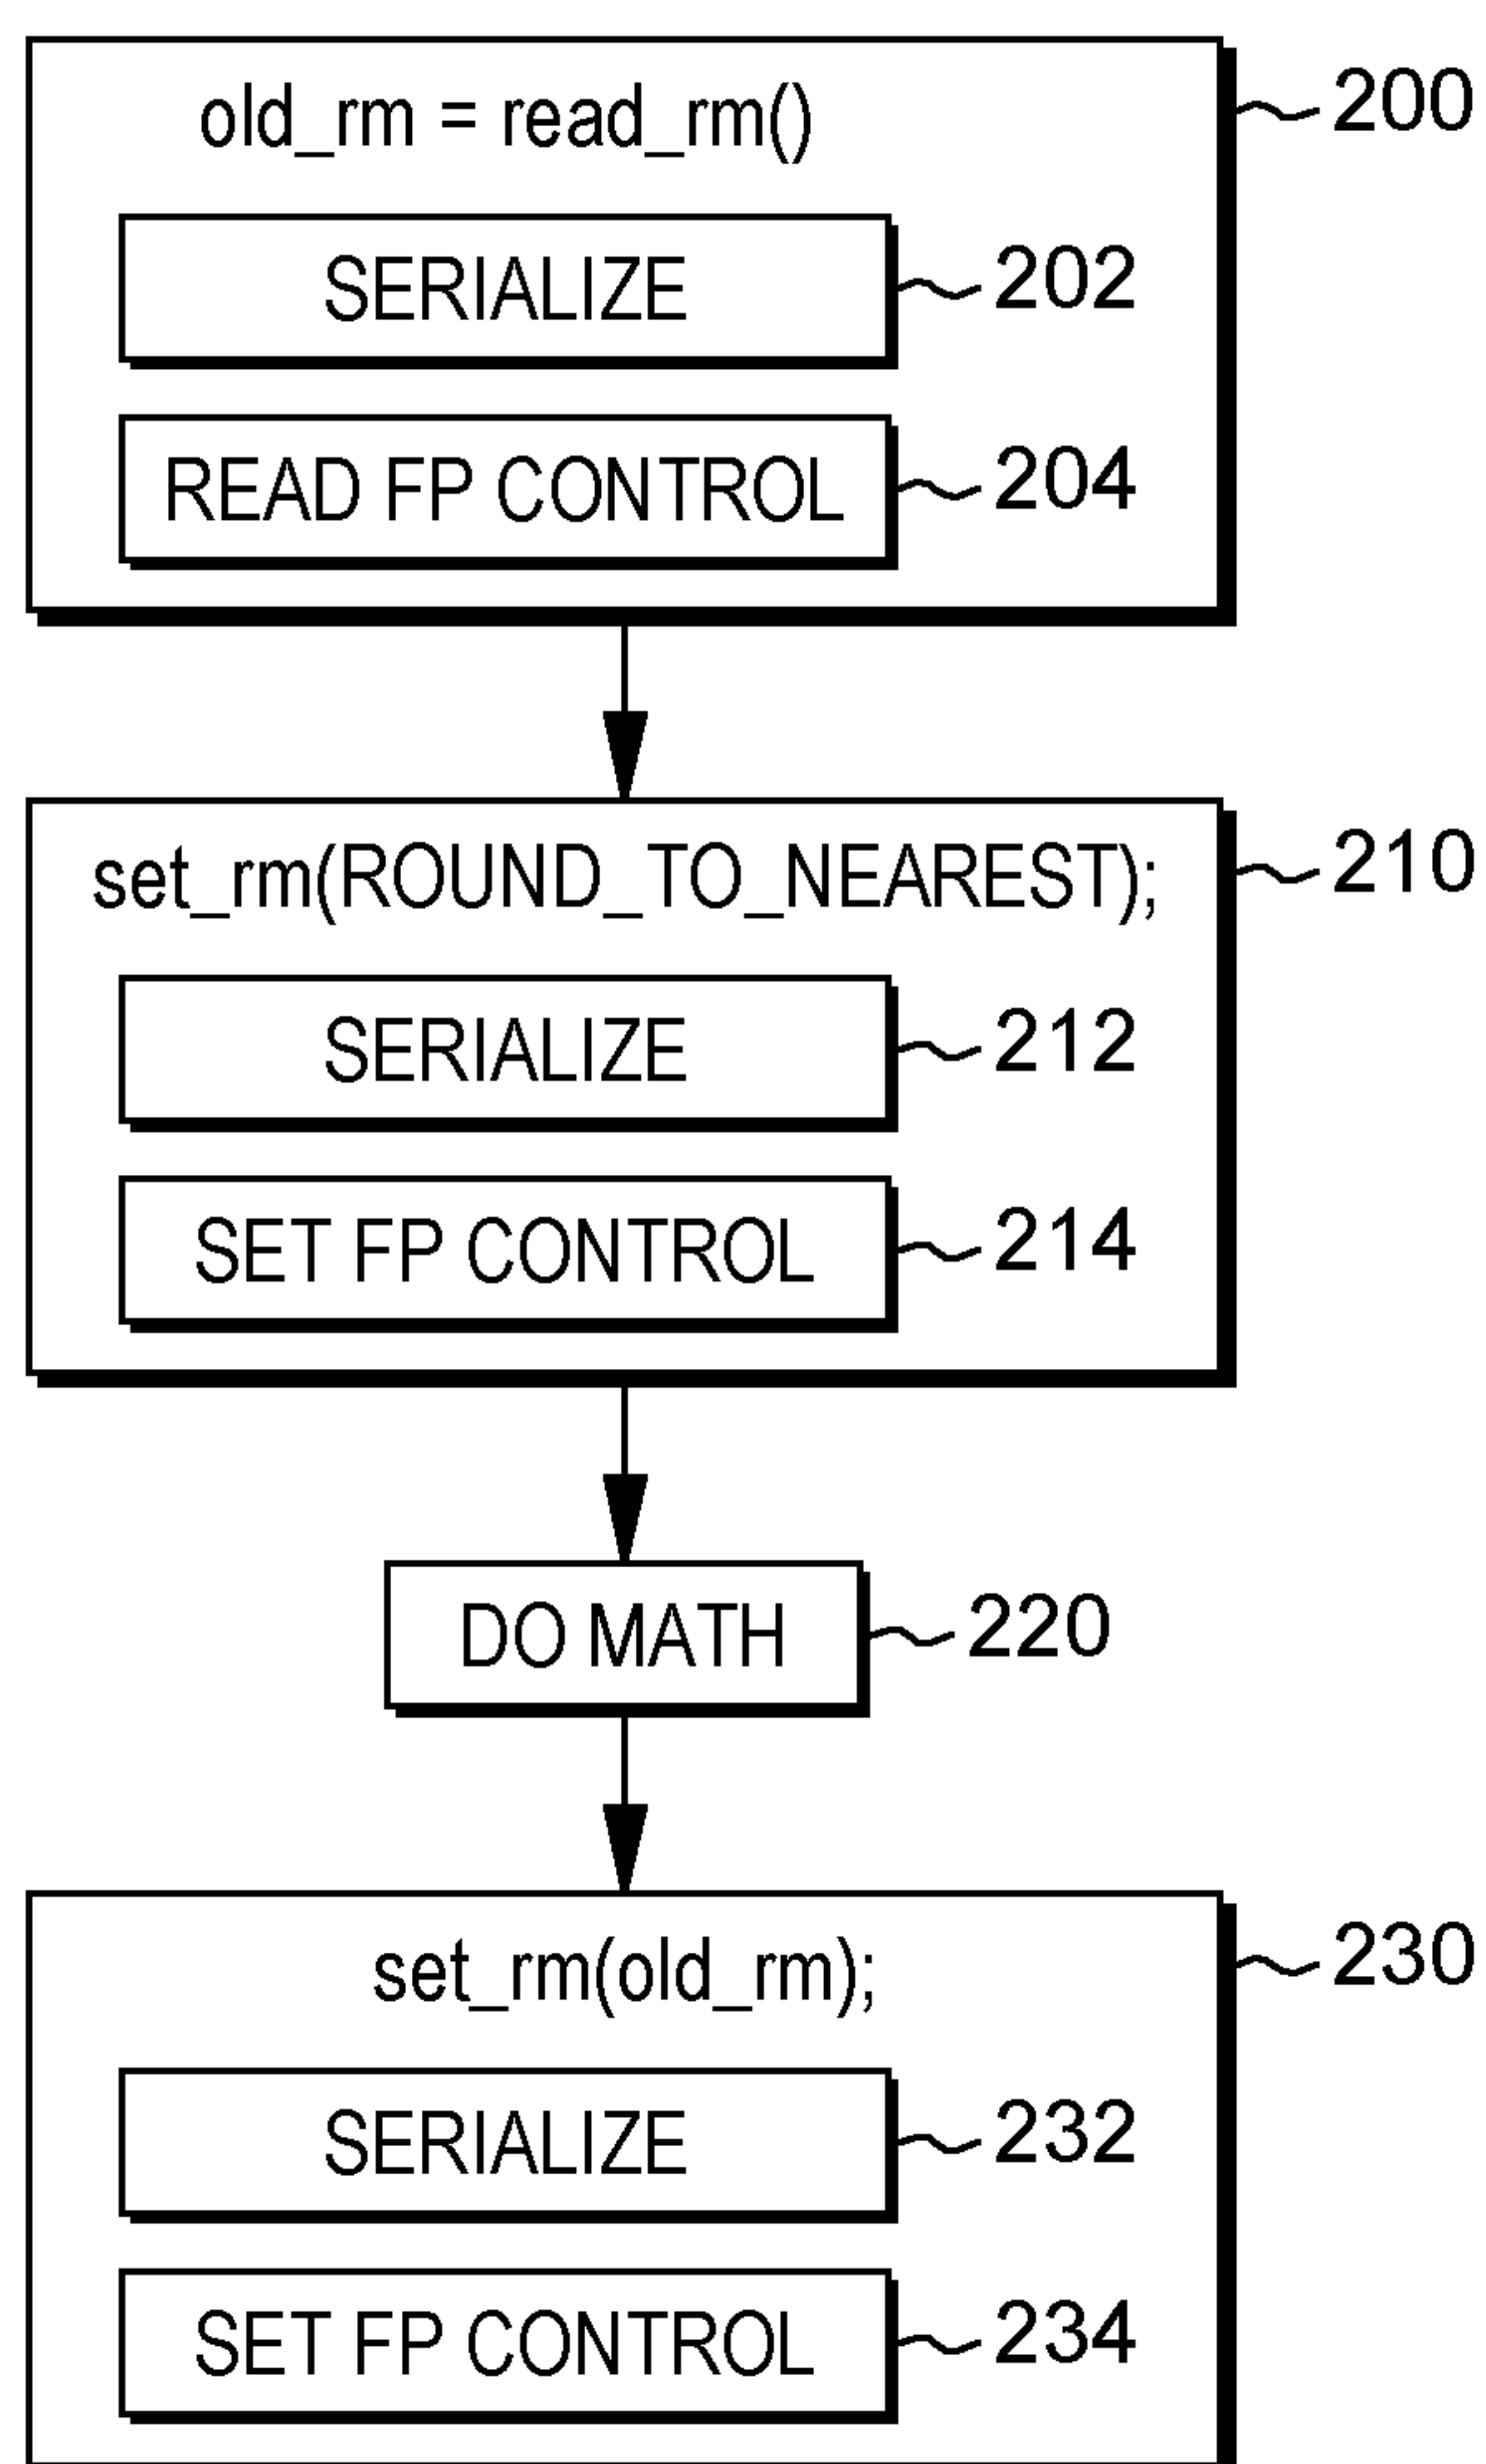 old_rm = read_rm()
200
SERIALIZE
202
READ FP CONTROL
204
set_rm(ROUND_TO_NEAREST);
210
SERIALIZE
212
SET FP CONTROL
214
DO MATH
220
set_rm(old_rm);
230
SERIALIZE
232
SET FP CONTROL
234